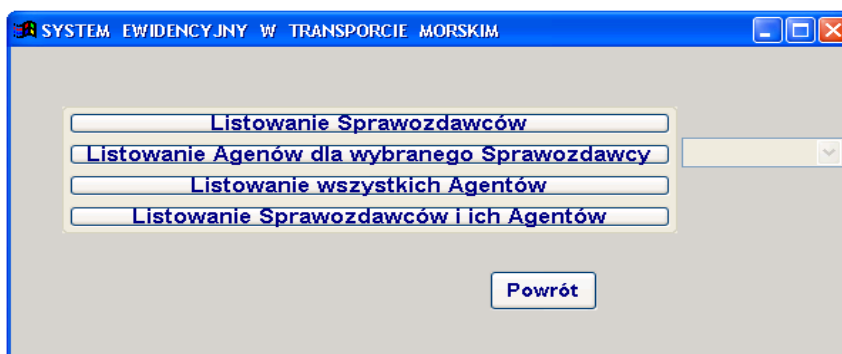 SYSTEM EWIDENCYJNY W TRANSPORCIE MORSKIM
Listowanie Sprawozdawców
Listowanie Agenów dla wybranego Sprawozdawcy
Listowanie wszystkich Agentów
Listowanie Sprawozdawców i ich Agentów
Powrót